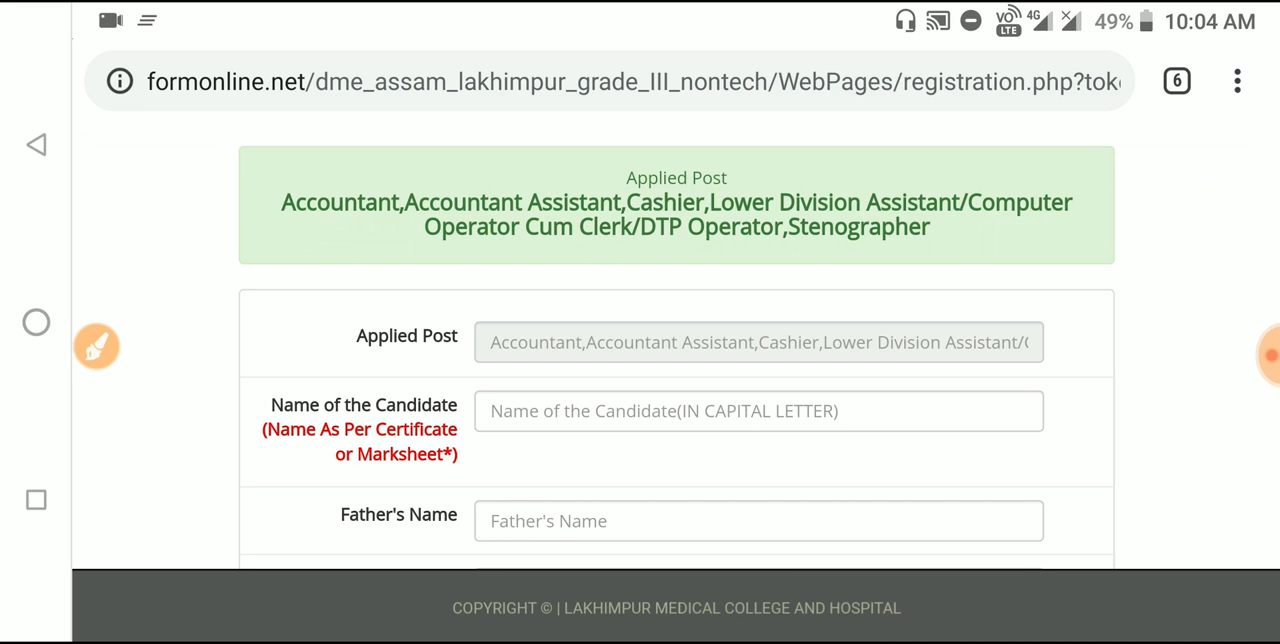 VO 4G 49% 10:04 AM
LTE
formonline.net/dme_assam_lakhimpur_grade_III_nontech/WebPages/registration.php?tok
6
Applied Post
Accountant,Accountant Assistant,Cashier,Lower Division Assistant/Computer
Operator Cum Clerk/DTP Operator,Stenographer
Applied Post
Accountant,Accountant Assistant,Cashier,Lower Division Assistant/
Name of the Candidate
(Name As Per Certificate
or Marksheet*)
Name of the Candidate(IN CAPITAL LETTER)
Father's Name
Father's Name
COPYRIGHT © | LAKHIMPUR MEDICAL COLLEGE AND HOSPITAL